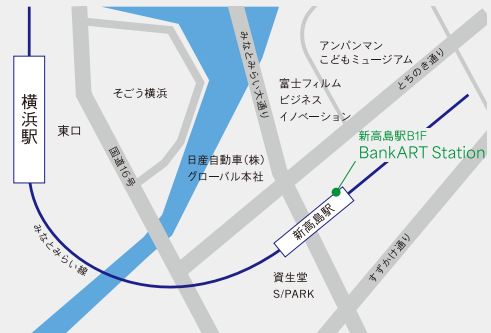 アンパンマン
こどもミュージアム
とちのき通り
みなとみらい大通り
富士フィルム
ビジネス
イノベーション
そごう横浜
横浜駅
東口
新高島駅B1F
BankART Station
国道16号
日産自動車(株)
グローバル本社
新高島駅
みなとみらい線
すずかけ通り
資生堂
S/PARK